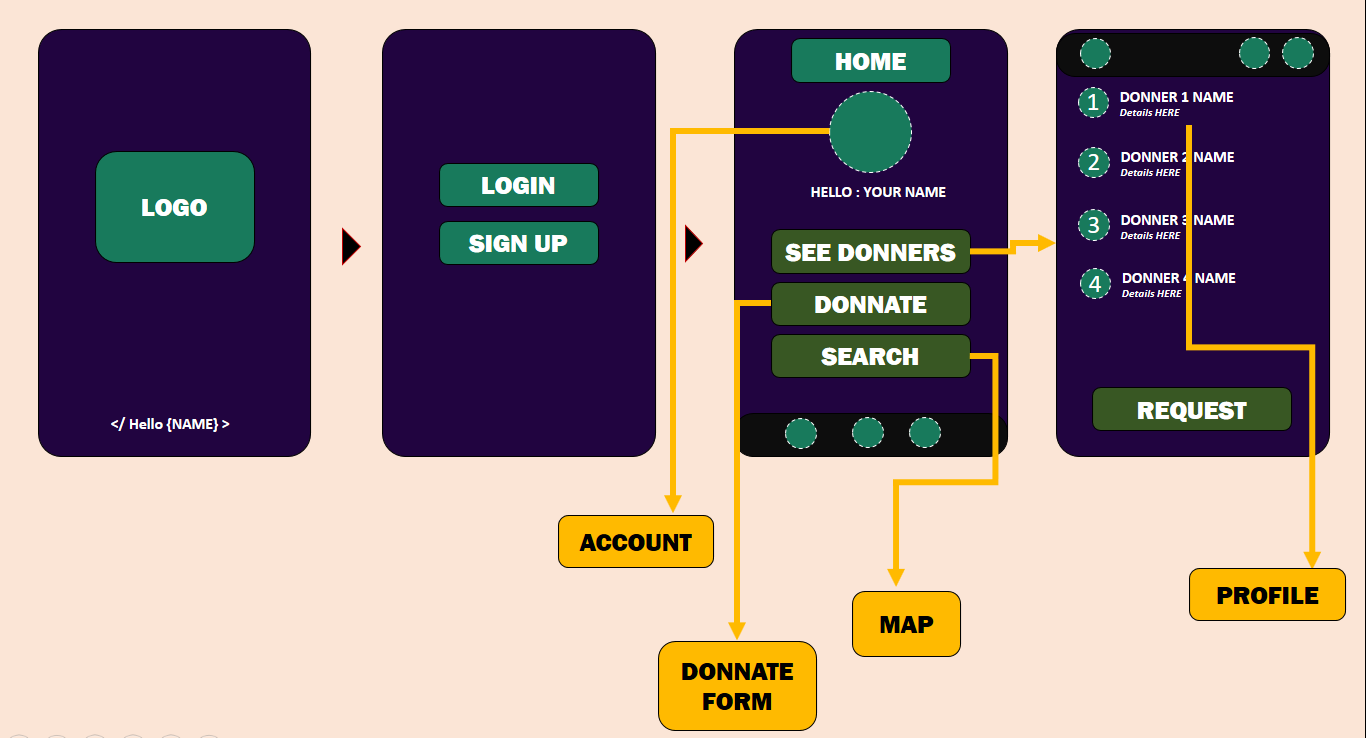 LOGO
</ Hello {NAME} >
LOGIN
SIGN UP
HOME
HELLO : YOUR NAME
SEE DONNERS
DONNATE
SEARCH
1
DONNER 1 NAME
Details HERE
2
DONNER 2 NAME
Details HERE
3
DONNER 3 NAME
Details HERE
4
DONNER 4 NAME
Details HERE
REQUEST
ACCOUNT
DONNATE
FORM
MAP
PROFILE